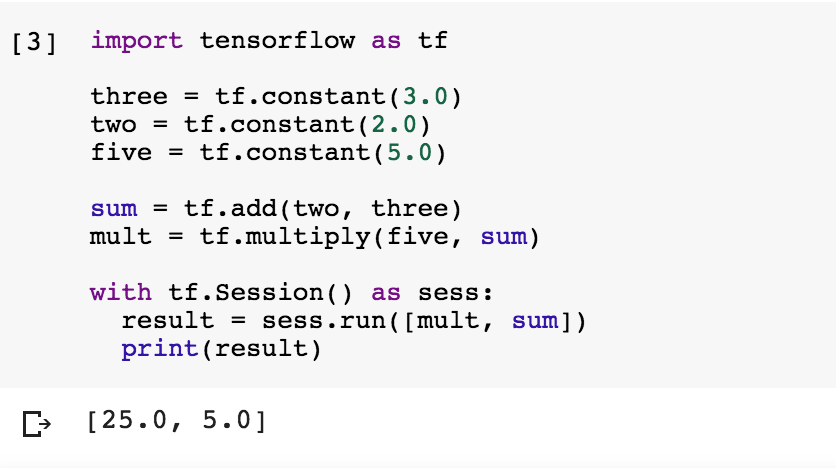 [3] import tensorflow as tf
three = tf.constant(3.0)
two = tf.constant(2.0)
five = tf.constant(5.0)
sum = tf.add(two, three)
mult = tf.multiply(five, sum)
with tf.Session() as sess:
  result = sess.run([mult, sum])
  print(result)
[25.0, 5.0]